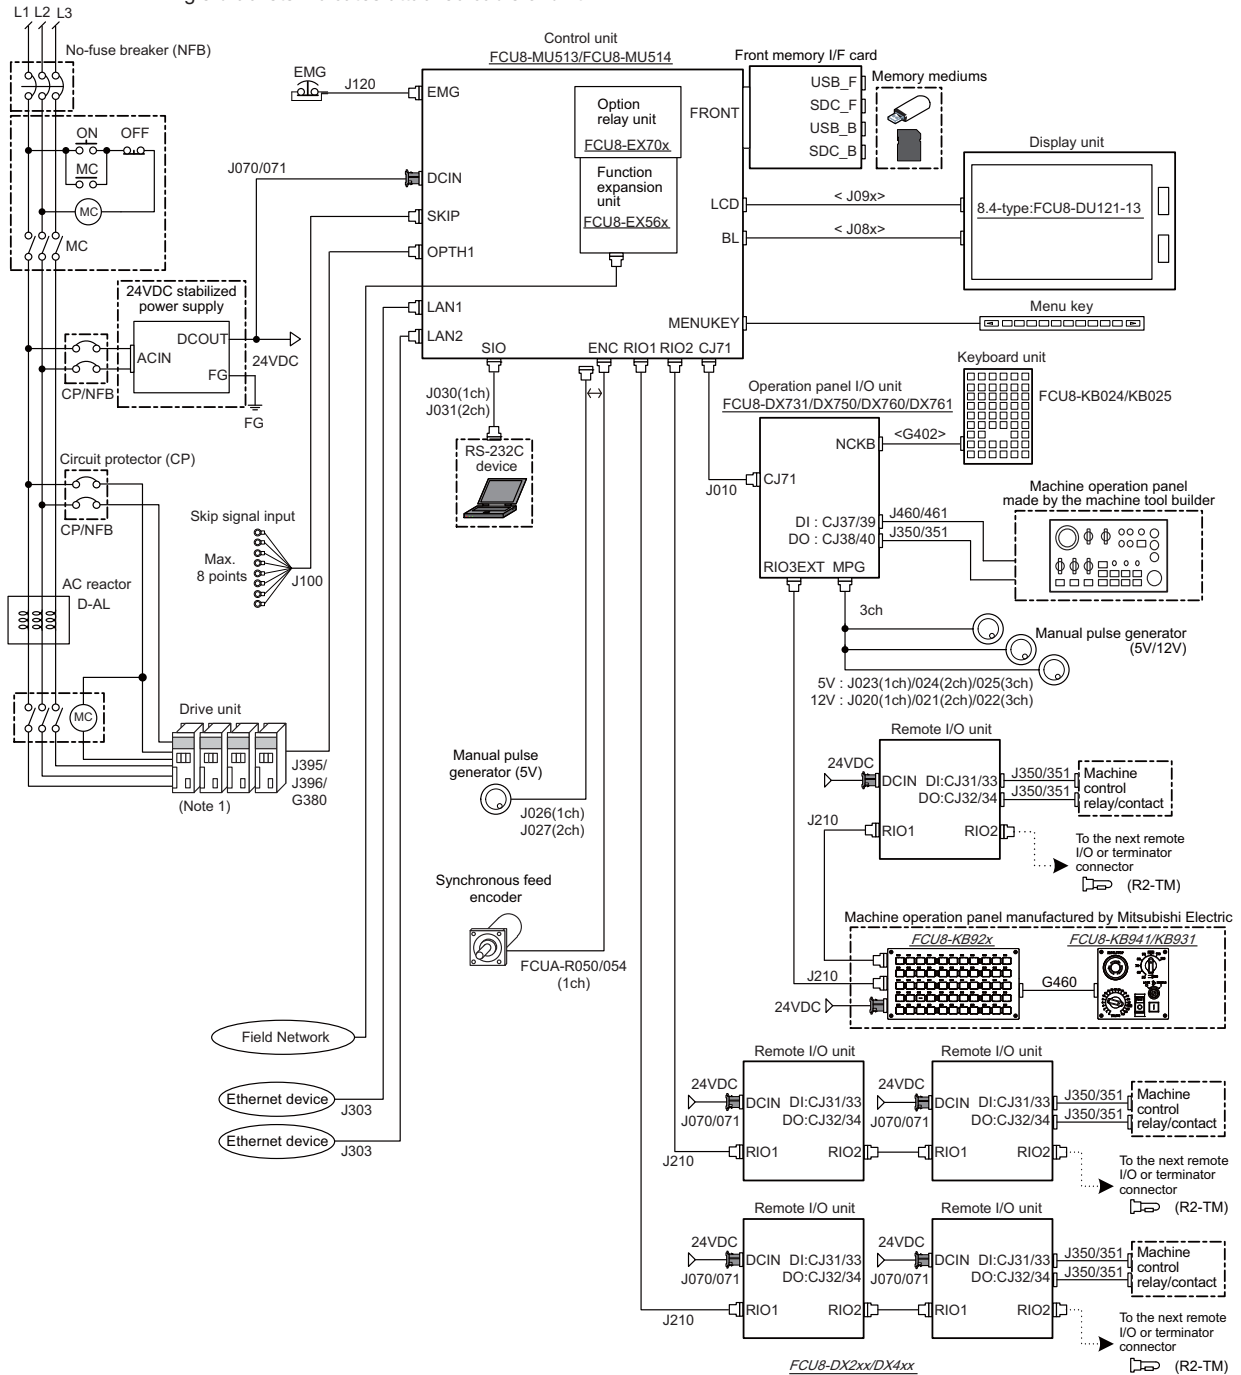 L1 L2 L3
No-fuse breaker (NFB)
ON OFF
MC
MC
MC
24VDC stabilized
power supply
DCOUT
ACIN
FG
24VDC
FG
CP/NFB
Circuit protector (CP)
CP/NFB
AC reactor
D-AL
MC
Drive unit
(Note 1)
J395/
J396/
G380
EMG
J120
J070/071
Skip signal input
Max.
8 points
J100
Control unit
FCU8-MU513/FCU8-MU514
EMG
DCIN
SKIP
OPTH1
LAN1
LAN2
Option
relay unit
FCU8-EX70x
Function
expansion
unit
FCU8-EX56x
FRONT
LCD
BL
MENUKEY
SIO
ENC RIO1 RIO2 CJ71
Front memory I/F card
USB_F
SDC_F
USB_B
SDC_B
Memory mediums
Display unit
8.4-type:FCU8-DU121-13
< J09x>
< J08x>
Menu key
Keyboard unit
FCU8-KB024/KB025
J030(1ch)
J031(2ch)
RS-232C
device
Operation panel I/O unit
FCU8-DX731/DX750/DX760/DX761
NCKB
<G402>
CJ71
J010
DI : CJ37/39
DO : CJ38/40
J460/461
J350/351
RIO3EXT MPG
Machine operation panel
made by the machine tool builder
3ch
Manual pulse generator
(5V/12V)
5V : J023(1ch)/024(2ch)/025(3ch)
12V : J020(1ch)/021(2ch)/022(3ch)
Manual pulse
generator (5V)
J026(1ch)
J027(2ch)
Synchronous feed
encoder
FCUA-R050/054
(1ch)
Field Network
Ethernet device
J303
Ethernet device
J303
Remote I/O unit
24VDC
DCIN DI:CJ31/33
DO:CJ32/34
J350/351
J350/351
Machine
control
relay/contact
J210
RIO1 RIO2
To the next remote
I/O or terminator
connector
(R2-TM)
Machine operation panel manufactured by Mitsubishi Electric
FCU8-KB92x
FCU8-KB941/KB931
J210
G460
24VDC
Remote I/O unit
Remote I/O unit
24VDC
DCIN DI:CJ31/33
DO:CJ32/34
J070/071
24VDC
DCIN DI:CJ31/33
DO:CJ32/34
J070/071
J350/351
J350/351
Machine
control
relay/contact
J210
RIO1 RIO2
RIO1 RIO2
To the next remote
I/O or terminator
connector
(R2-TM)
Remote I/O unit
Remote I/O unit
24VDC
DCIN DI:CJ31/33
DO:CJ32/34
J070/071
24VDC
DCIN DI:CJ31/33
DO:CJ32/34
J070/071
J350/351
J350/351
Machine
control
relay/contact
J210
RIO1 RIO2
RIO1 RIO2
To the next remote
I/O or terminator
connector
(R2-TM)
FCU8-DX2xx/DX4xx